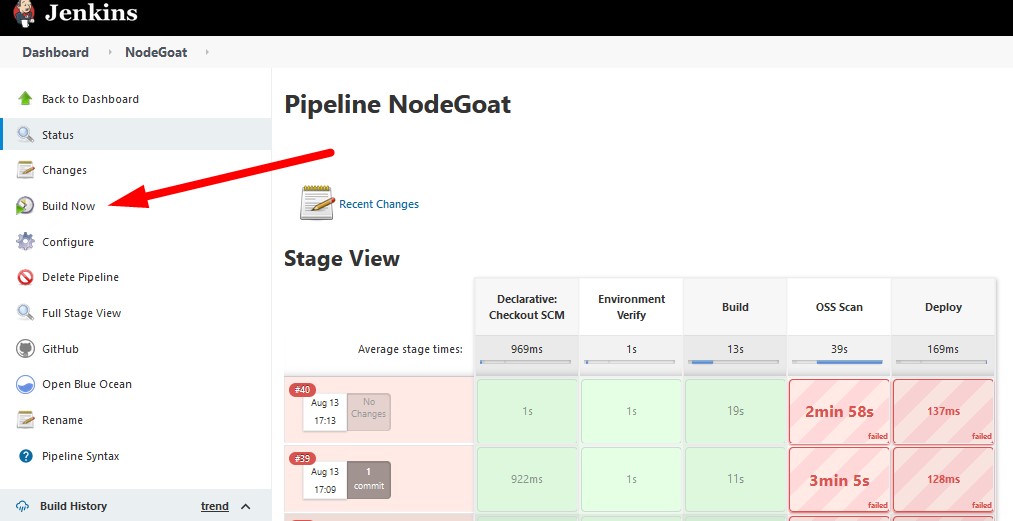 Jenkins
Dashboard NodeGoat
Back to Dashboard
Status
Changes
Build Now
Configure
Delete Pipeline
Full Stage View
GitHub
Open Blue Ocean
Rename
Pipeline Syntax
Build History trend
Pipeline NodeGoat
Recent Changes
Stage View
Declarative:
Checkout SCM
Environment
Verify
Build
OSS Scan
Deploy
Average stage times: 969ms 1s 13s 39s 169ms
#40
Aug 13
17:13
No
Changes
1s 1s 19s 2min 58s 137ms
failed failed
#39
Aug 13
17:09
1
commit
922ms 1s 11s 3min 5s 128ms
failed failed